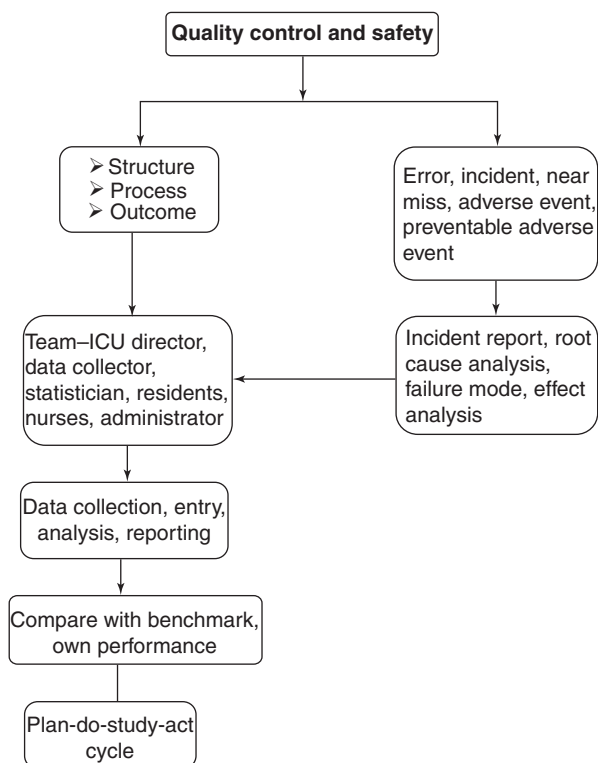 Quality control and safety
➢ Structure
➢ Process
➢ Outcome
Error, incident, near
miss, adverse event,
preventable adverse
event
Team–ICU director,
data collector,
statistician, residents,
nurses, administrator
Incident report, root
cause analysis,
failure mode, effect
analysis
Data collection, entry,
analysis, reporting
Compare with benchmark,
own performance
Plan-do-study-act
cycle